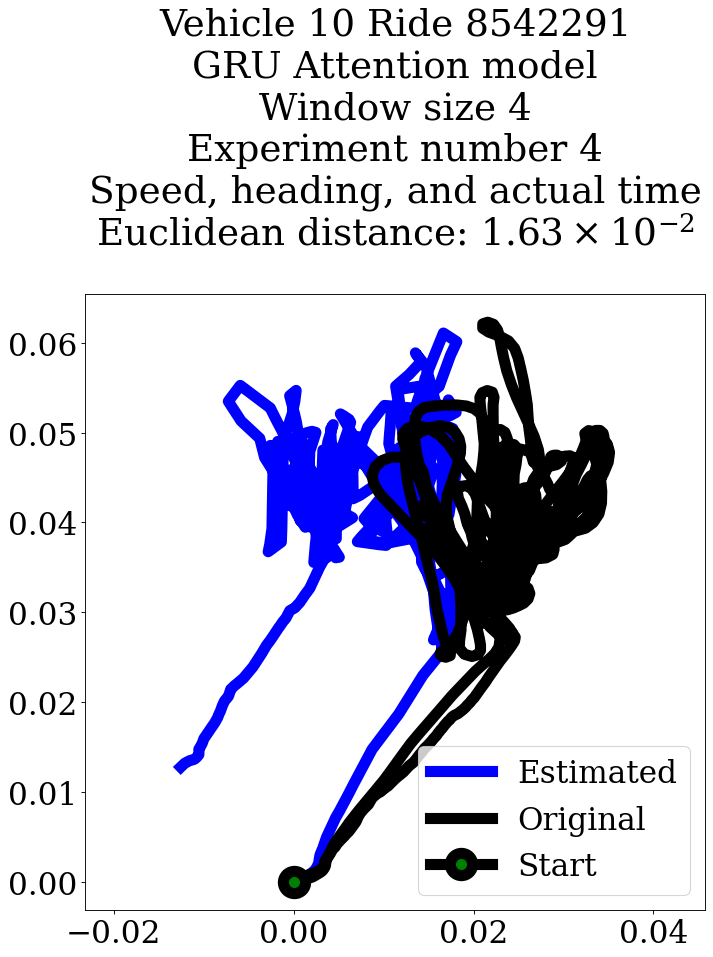 Vehicle 10 Ride 8542291
GRU Attention model
Window size 4
Experiment number 4
Speed, heading, and actual time
Euclidean distance: 1.63 × 10⁻²
0.06
0.05
0.04
0.03
0.02
0.01
0.00
Estimated
Original
Start
−0.02
0.00
0.02
0.04